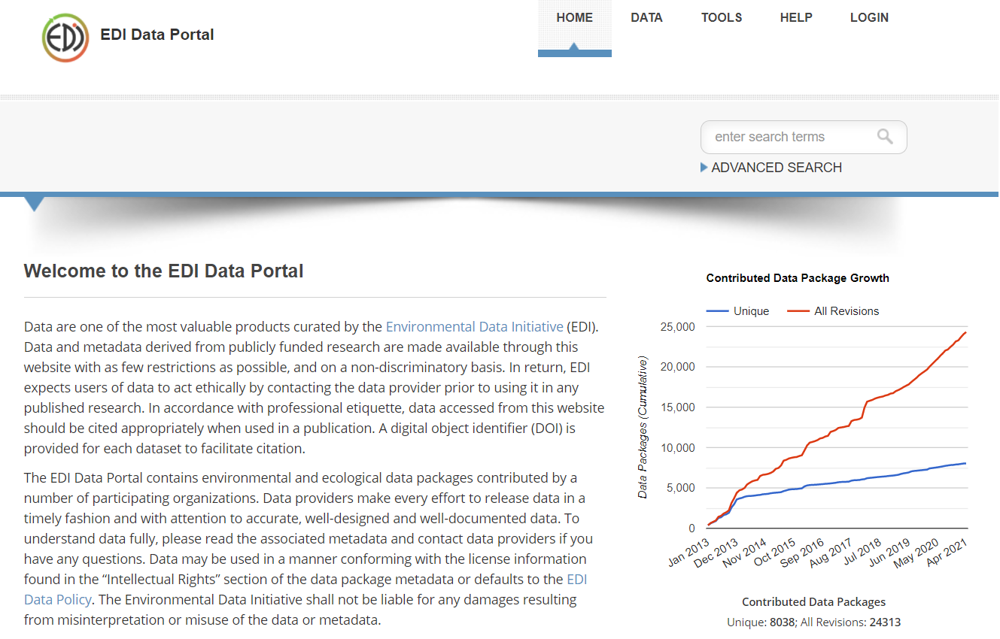 EDI
EDI Data Portal
HOME DATA TOOLS HELP LOGIN
enter search terms
ADVANCED SEARCH
Welcome to the EDI Data Portal
Data are one of the most valuable products curated by the Environmental Data Initiative (EDI).
Data and metadata derived from publicly funded research are made available through this
website with as few restrictions as possible, and on a non-discriminatory basis. In return, EDI
expects users of data to act ethically by contacting the data provider prior to using it in any
published research. In accordance with professional etiquette, data accessed from this website
should be cited appropriately when used in a publication. A digital object identifier (DOI) is
provided for each dataset to facilitate citation.
The EDI Data Portal contains environmental and ecological data packages contributed by a
number of participating organizations. Data providers make every effort to release data in a
timely fashion and with attention to accurate, well-designed and well-documented data. To
understand data fully, please read the associated metadata and contact data providers if you
have any questions. Data may be used in a manner conforming with the license information
found in the “Intellectual Rights” section of the data package metadata or defaults to the EDI
Data Policy. The Environmental Data Initiative shall not be liable for any damages resulting
from misinterpretation or misuse of the data or metadata.
Contributed Data Package Growth
Unique All Revisions
Data Packages (Cumulative)
25,000
20,000
15,000
10,000
5,000
0
Jan 2013 Dec 2013 Nov 2014 Oct 2015 Sep 2016 Aug 2017 Jul 2018 Jun 2019 May 2020 Apr 2021
Contributed Data Packages
Unique: 8038; All Revisions: 24313